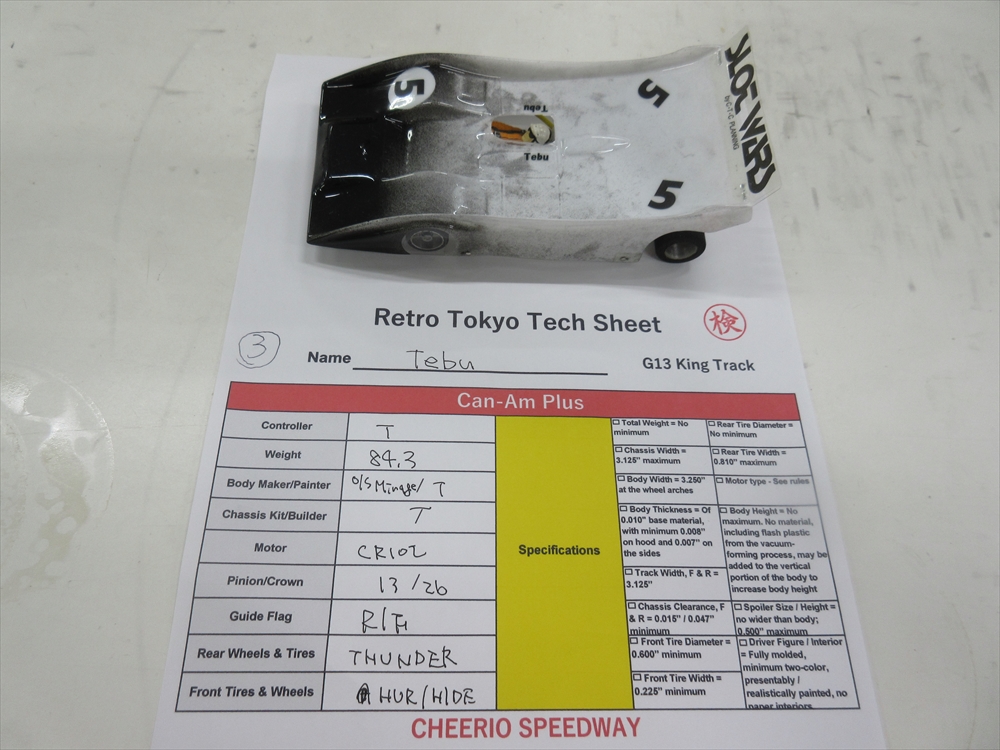 5
5
5
Tebu
Tebu
SLOT WARS
Retro Tokyo Tech Sheet
検
3
Name Tebu
G13 King Track
Can-Am Plus
Controller T
Weight 84.3
Body Maker/Painter O/S Mirage/ T
Chassis Kit/Builder T
Motor
Pinion/Crown 13/26
Guide Flag
Rear Wheels & Tires THUNDER
Front Tires & Wheels HUR/HIDE
Specifications
Total Weight = No
minimum
Chassis Width =
3.125" maximum
Body Width = 3.250"
at the wheel arches
Body Thickness = Of
0.010" base material,
with minimum 0.008"
on hood and 0.007" on
the sides
Track Width, F & R =
3.125"
Chassis Clearance, F
& R = 0.015" / 0.047"
minimum
Front Tire Diameter =
0.600" minimum
Front Tire Width =
0.225" minimum
Rear Tire Diameter =
No minimum
Rear Tire Width =
0.810" maximum
Motor type - See rules
Body Height = No
maximum. No material,
including flash plastic
from the vacuum-
forming process, may be
added to the vertical
portion of the body to
increase body height
Spoiler Size / Height =
no wider than body;
0.500" maximum
Driver Figure / Interior
= Fully molded,
minimum two-color,
presentably /
realistically painted, no
paper interiors
CHEERIO SPEEDWAY